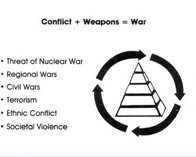 Conflict + Weapons = War
• Threat of Nuclear War
• Regional Wars
• Civil Wars
• Terrorism
• Ethnic Conflict
• Societal Violence